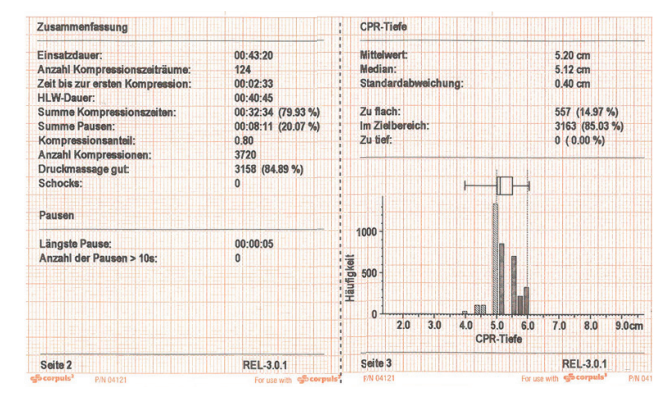 Zusammenfassung
Einsatzdauer: 00:43:20
Anzahl Kompressionszeiträume: 124
Zeit bis zur ersten Kompression: 00:02:33
HLW-Dauer: 00:40:45
Summe Kompressionszeiten: 00:32:34 (79.93 %)
Summe Pausen: 00:08:11 (20.07 %)
Kompressionsanteil: 0.80
Anzahl Kompressionen: 3720
Druckmassage gut: 3158 (84.89 %)
Schocks: 0
Pausen
Längste Pause: 00:00:05
Anzahl der Pausen > 10s: 0
Seite 2 REL-3.0.1
corpuls³ P/N 04121 For use with corpuls³
CPR-Tiefe
Mittelwert: 5.20 cm
Median: 5.12 cm
Standardabweichung: 0.40 cm
Zu flach: 557 (14.97 %)
Im Zielbereich: 3163 (85.03 %)
Zu tief: 0 ( 0.00 %)
Häufigkeit
1000
500
0
2.0 3.0 4.0 5.0 6.0 7.0 8.0 9.0cm
CPR-Tiefe
Seite 3 REL-3.0.1
P/N 04121 For use with corpuls³ P/N 041